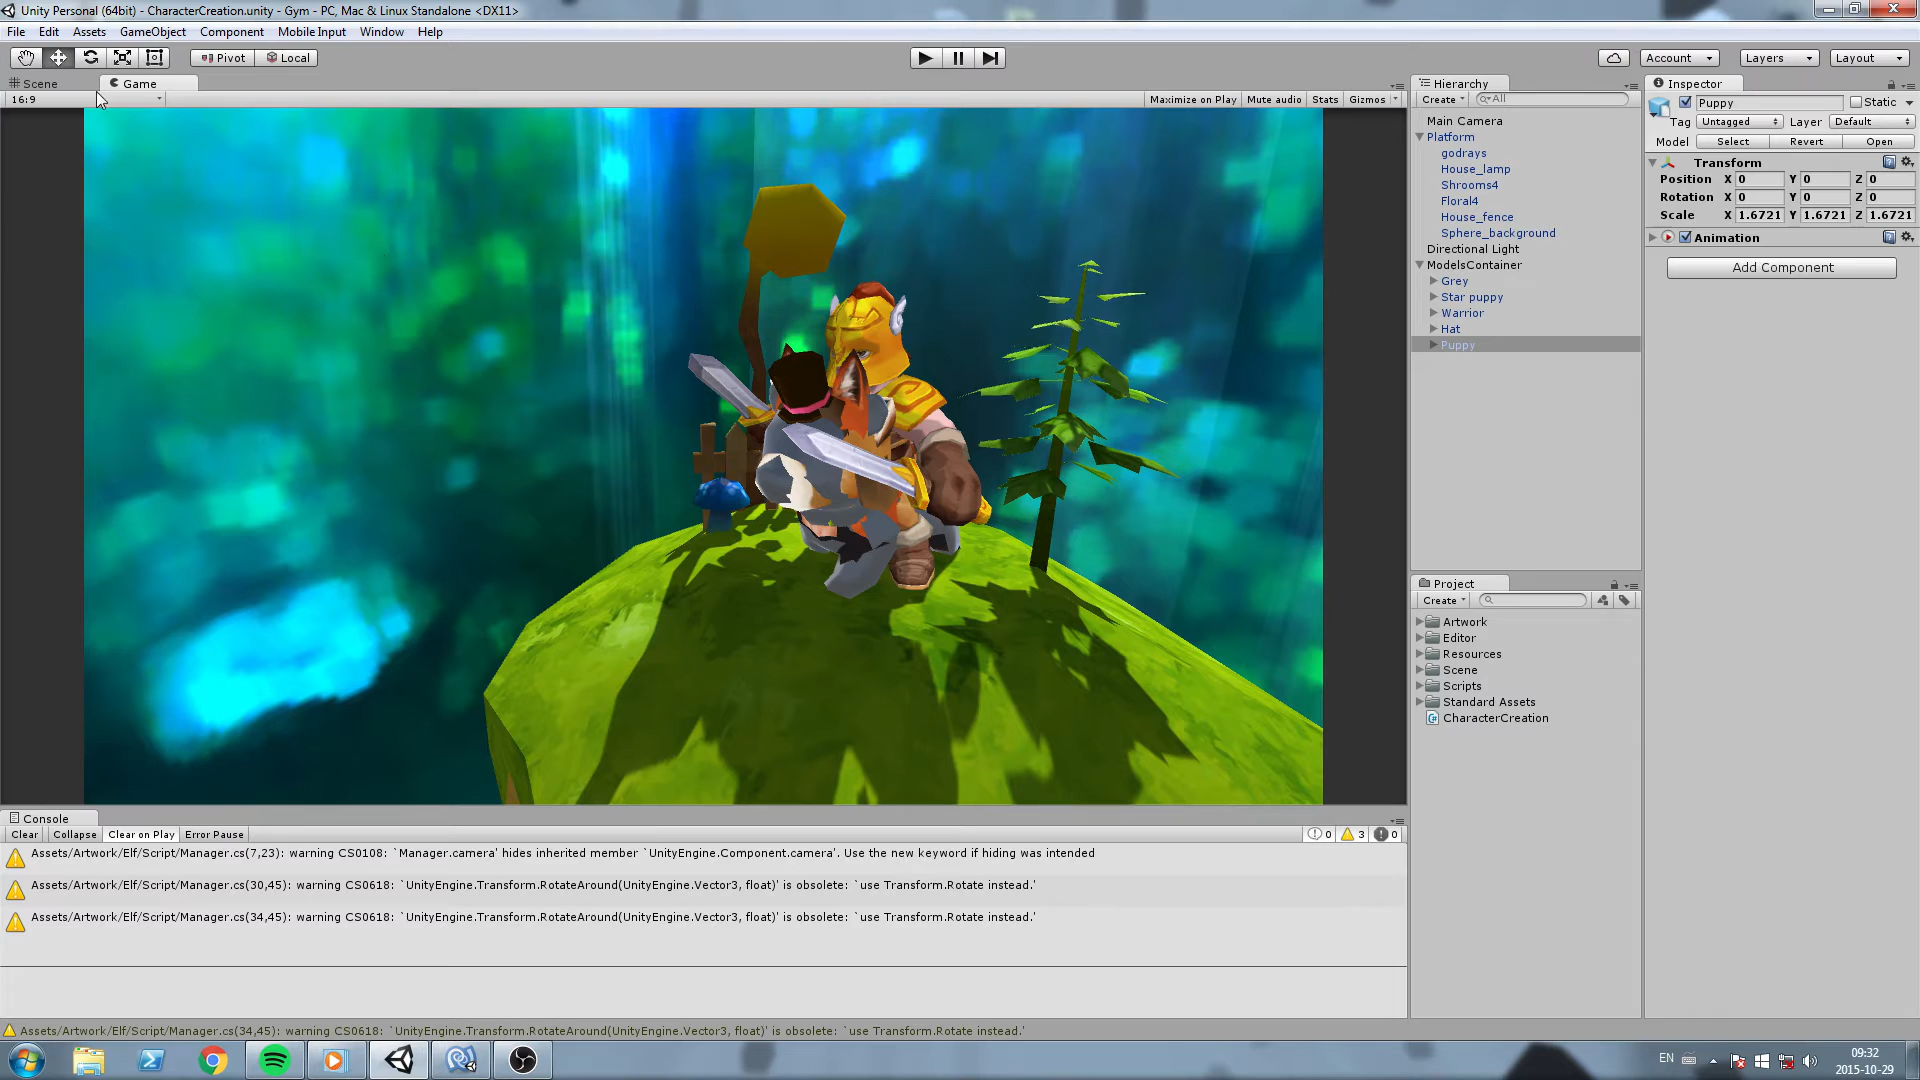 Unity Personal (64bit) - CharacterCreation.unity - Gym - PC, Mac & Linux Standalone <DX11>
File Edit Assets GameObject Component Mobile Input Window Help
Pivot Local Account Layers Layout
Scene Game
16:9 Maximize on Play Mute audio Stats Gizmos
Hierarchy
Create All
Main Camera
Platform
godrays
House_lamp
Shrooms4
Floral4
House_fence
Sphere_background
Directional Light
ModelsContainer
Grey
Star puppy
Warrior
Hat
Puppy
Inspector
Puppy Static
Tag Untagged Layer Default
Model Select Revert Open
Transform
Position X 0 Y 0 Z 0
Rotation X 0 Y 0 Z 0
Scale X 1.6721 Y 1.6721 Z 1.6721
Animation
Add Component
Project
Create
Artwork
Editor
Resources
Scene
Scripts
Standard Assets
CharacterCreation
Console
Clear Collapse Clear on Play Error Pause 0 3 0
Assets/Artwork/Elf/Script/Manager.cs(7,23): warning CS0108: `Manager.camera' hides inherited member `UnityEngine.Component.camera'. Use the new keyword if hiding was intended
Assets/Artwork/Elf/Script/Manager.cs(30,45): warning CS0618: `UnityEngine.Transform.RotateAround(UnityEngine.Vector3, float)' is obsolete: `use Transform.Rotate instead.'
Assets/Artwork/Elf/Script/Manager.cs(34,45): warning CS0618: `UnityEngine.Transform.RotateAround(UnityEngine.Vector3, float)' is obsolete: `use Transform.Rotate instead.'
Assets/Artwork/Elf/Script/Manager.cs(34,45): warning CS0618: `UnityEngine.Transform.RotateAround(UnityEngine.Vector3, float)' is obsolete: `use Transform.Rotate instead.'
EN
09:32
2015-10-29